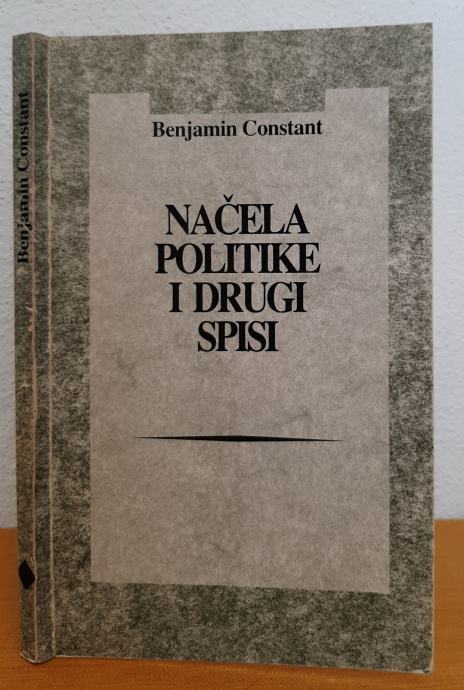 Benjamin Constant
Benjamin Constant
NAČELA
POLITIKE
I DRUGI
SPISI